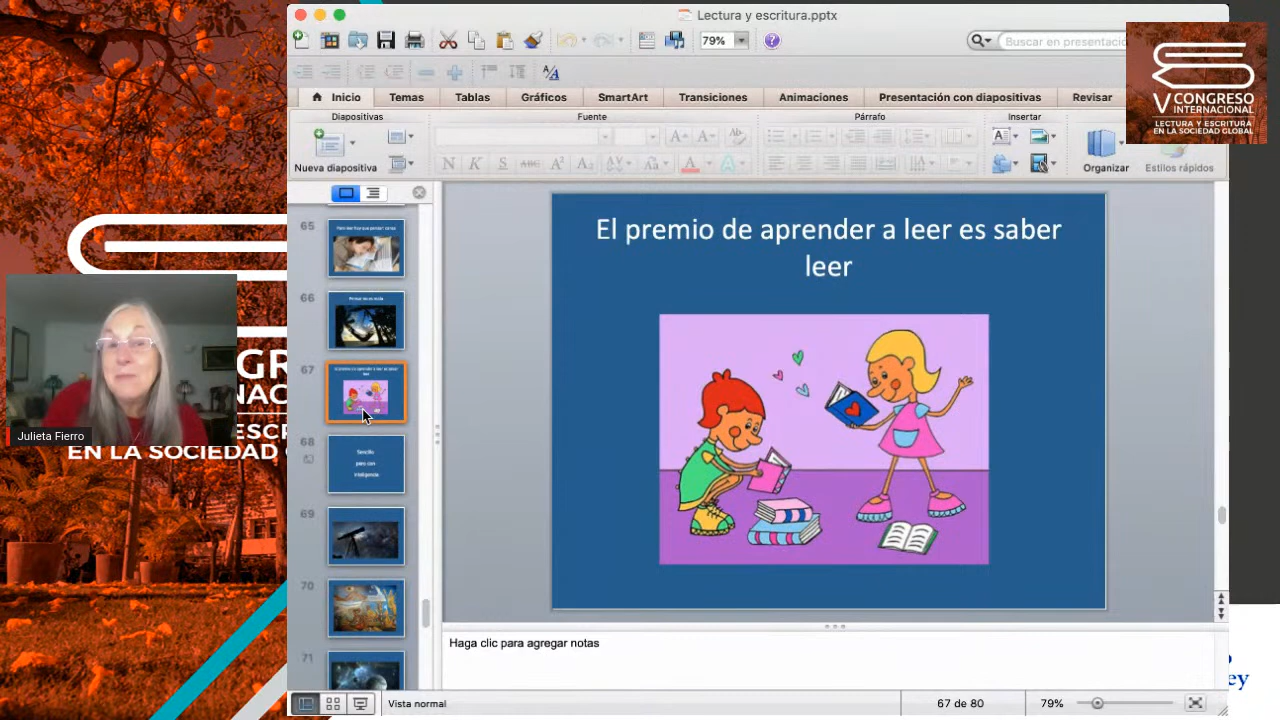 Lectura y escritura.pptx
79%
Buscar en presentació
Inicio
Temas
Tablas
Gráficos
SmartArt
Transiciones
Animaciones
Presentación con diapositivas
Revisar
Diapositivas
Fuente
Párrafo
Insertar
Nueva diapositiva
Organizar
Estilos rápidos
V CONGRESO
INTERNACIONAL
LECTURA Y ESCRITURA
EN LA SOCIEDAD GLOBAL
65
66
67
68
Sencillo
pleo con
inteligencia
69
70
71
El premio de aprender a leer es saber
leer
Julieta Fierro
EN LA SOCIEDAD
Haga clic para agregar notas
Vista normal
67 de 80
79%